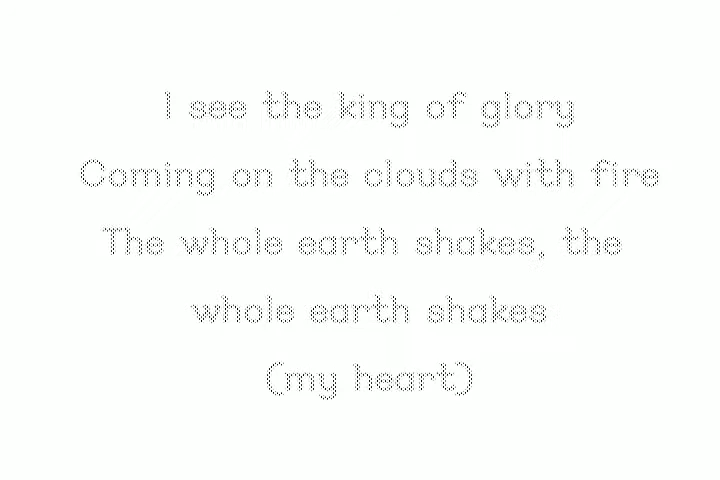 I see the king of glory
Coming on the clouds with fire
The whole earth shakes, the
whole earth shakes
(my heart)